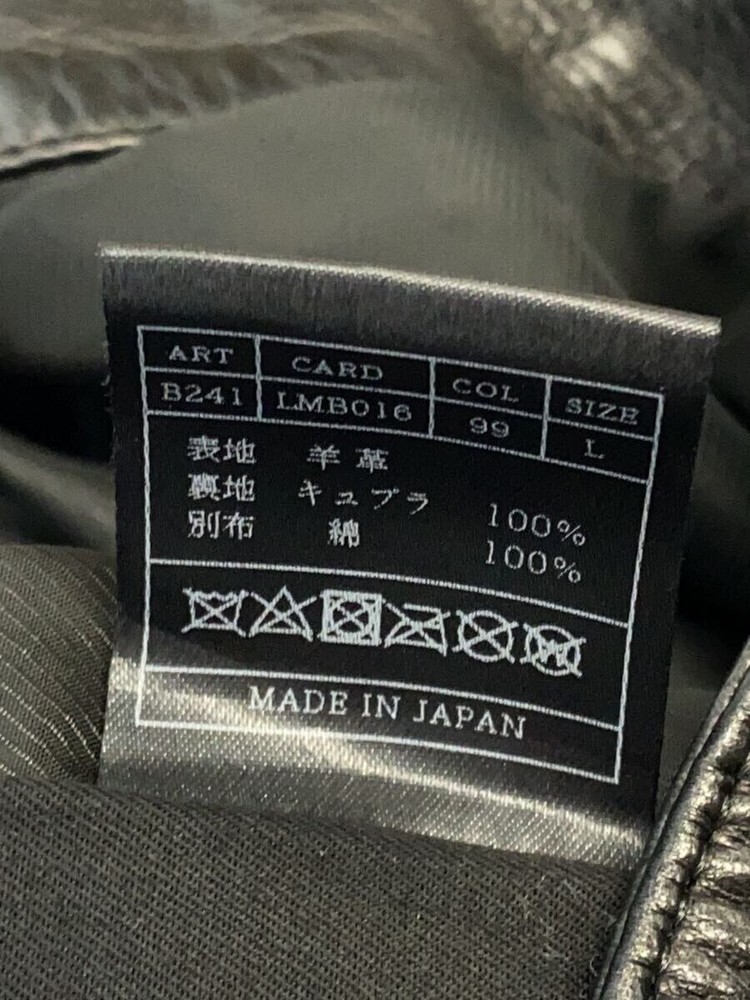 ART CARD COL SIZE
B241 LMB016 99 L
表地 羊革
裏地 キュプラ 100%
別布 綿 100%
MADE IN JAPAN